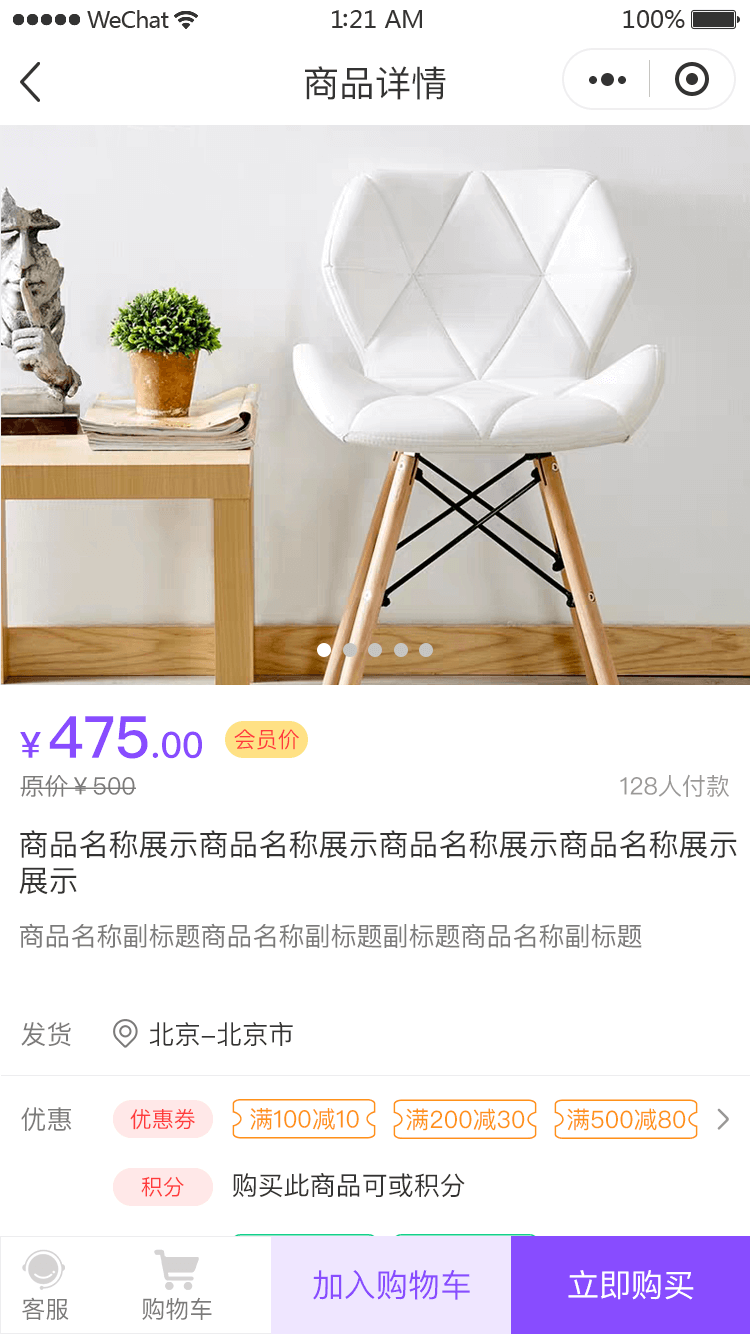 ●●●●● WeChat 1:21 AM 100%
商品详情
¥475.00 会员价
原价¥500 128人付款
商品名称展示商品名称展示商品名称展示商品名称展示
展示
商品名称副标题商品名称副标题副标题商品名称副标题
发货 北京–北京市
优惠 优惠券 满100减10 满200减30 满500减80
积分 购买此商品可或积分
客服 购物车 加入购物车 立即购买